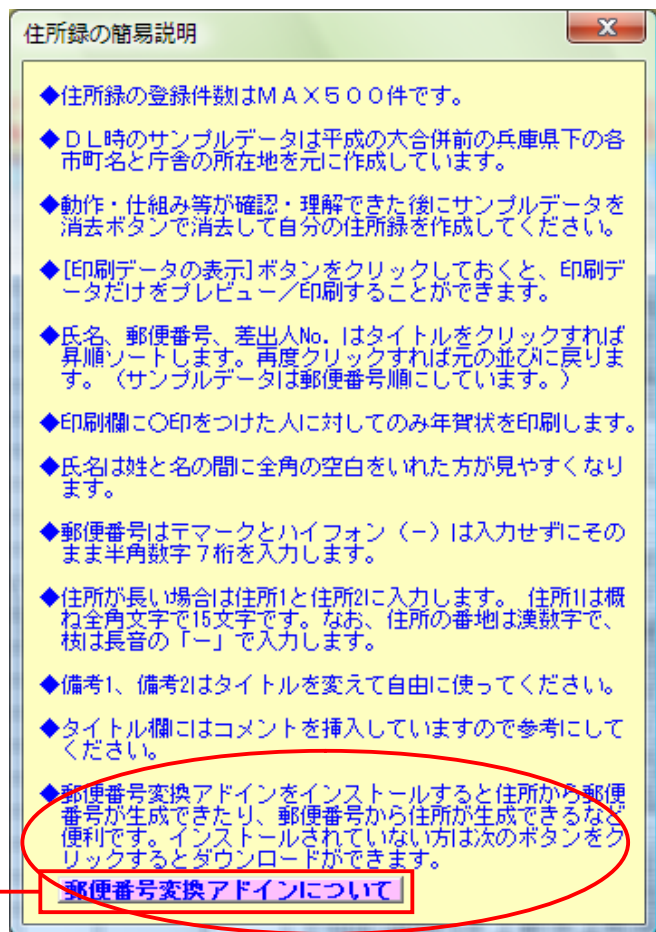 住所録の簡易説明
◆住所録の登録件数はMAX500件です。
◆DL時のサンプルデータは平成の大合併前の兵庫県下の各
市町名と庁舎の所在地を元に作成しています。
◆動作・仕組み等が確認・理解できた後にサンプルデータを
消去ボタンで消去して自分の住所録を作成してください。
◆[印刷データの表示]ボタンをクリックしておくと、印刷デ
ータだけをプレビュー/印刷することができます。
◆氏名、郵便番号、差出人No. はタイトルをクリックすれば
昇順ソートします。再度クリックすれば元の並びに戻りま
す。(サンプルデータは郵便番号順にしています。)
◆印刷欄に〇印をつけた人に対してのみ年賀状を印刷します。
◆氏名は姓と名の間に全角の空白をいれた方が見やすくなり
ます。
◆郵便番号は〒マークとハイフォン(-)は入力せずにその
まま半角数字7桁を入力します。
◆住所が長い場合は住所1と住所2に入力します。 住所1は概
ね全角文字で15文字です。なお、住所の番地は漢数字で、
枝は長音の「ー」で入力します。
◆備考1、備考2はタイトルを変えて自由に使ってください。
◆タイトル欄にはコメントを挿入していますので参考にして
ください。
◆郵便番号変換アドインをインストールすると住所から郵便
番号が生成できたり、郵便番号から住所が生成できるなど
便利です。インストールされていない方は次のボタンをク
リックするとダウンロードができます。
郵便番号変換アドインについて